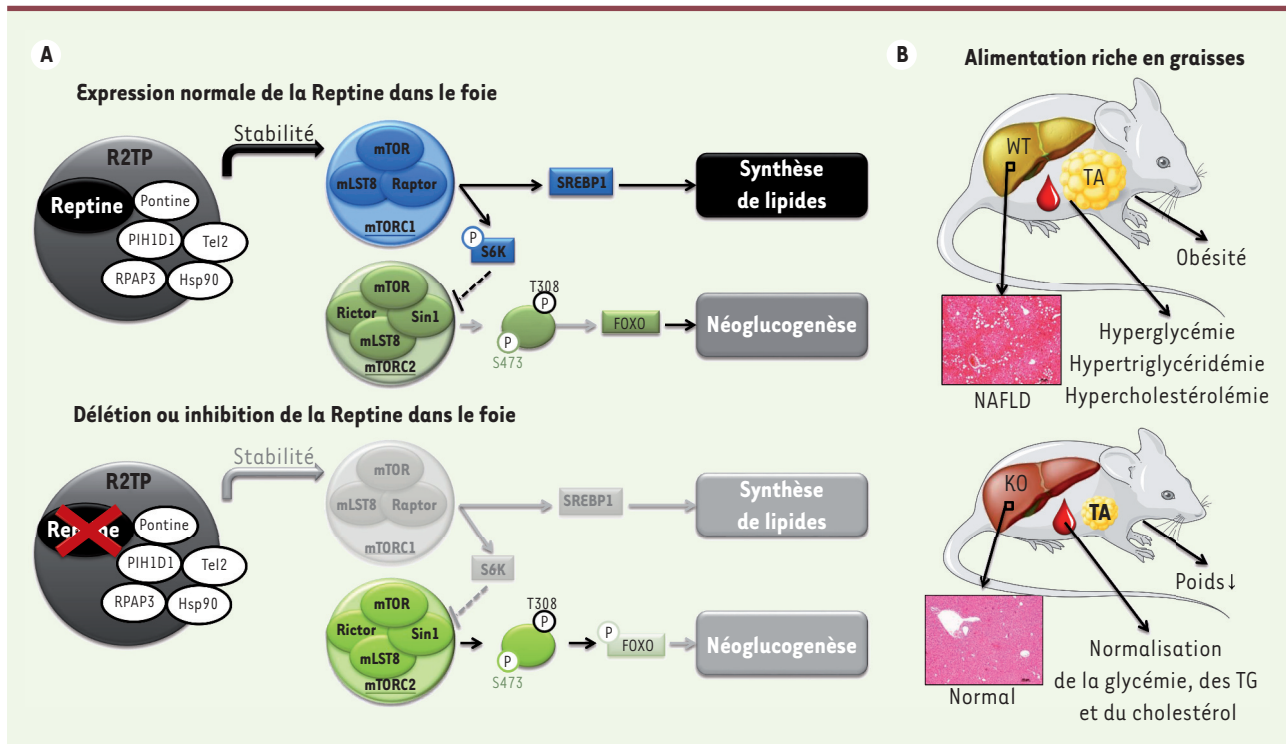 A
Expression normale de la Reptine dans le foie
R2TP
Reptine
Pontine
PIH1D1
Tel2
RPAP3
Hsp90
Stabilité
mTOR
mLST8
Raptor
mTORC1
SREBP1
Synthèse
de lipides
P
S6K
mTOR
Rictor
Sin1
mLST8
mTORC2
T308
P
P
S473
FOXO
Néoglucogenèse
Délétion ou inhibition de la Reptine dans le foie
R2TP
Reptine
Pontine
PIH1D1
Tel2
RPAP3
Hsp90
Stabilité
mTOR
mLST8
Raptor
mTORC1
SREBP1
Synthèse
de lipides
S6K
mTOR
Rictor
Sin1
mLST8
mTORC2
T308
P
P
S473
P
FOXO
Néoglucogenèse
B
Alimentation riche en graisses
WT
TA
Obésité
NAFLD
Hyperglycémie
Hypertriglycéridémie
Hypercholestérolémie
KO
TA
Poids↓
Normal
Normalisation
de la glycémie, des TG
et du cholestérol